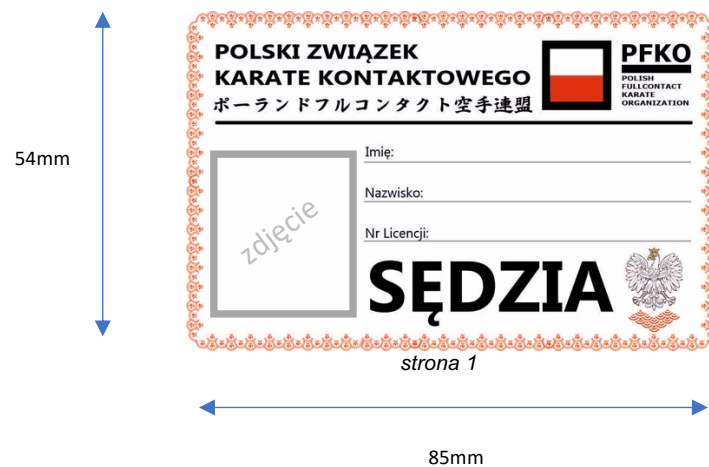 POLSKI ZWIĄZEK
KARATE KONTAKTOWEGO
ポーランドフルコンタクト空手連盟
PFKO
POLISH
FULLCONTACT
KARATE
ORGANIZATION
54mm
zdjęcie
Imię:
Nazwisko:
Nr Licencji:
SĘDZIA
strona 1
85mm